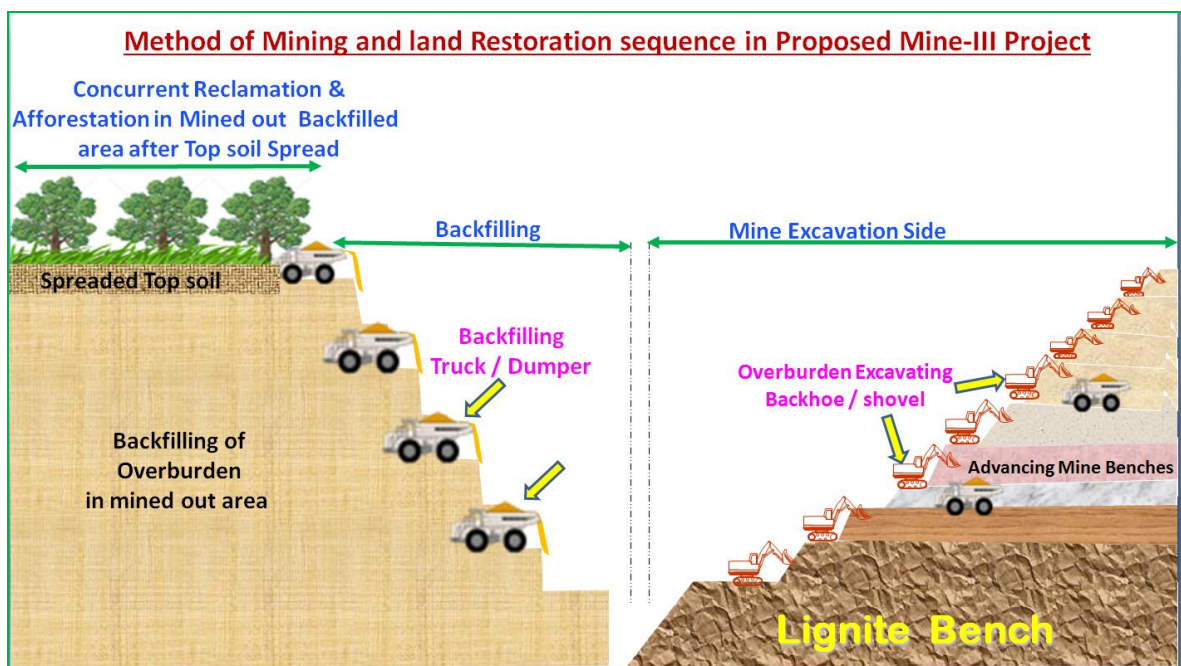 Method of Mining and land Restoration sequence in Proposed Mine-III Project
Concurrent Reclamation &
Afforestation in Mined out Backfilled
area after Top soil Spread
Backfilling
Mine Excavation Side
Spreaded Top soil
Backfilling
Truck / Dumper
Overburden Excavating
Backhoe / shovel
Backfilling of
Overburden
in mined out area
Advancing Mine Benches
Lignite Bench